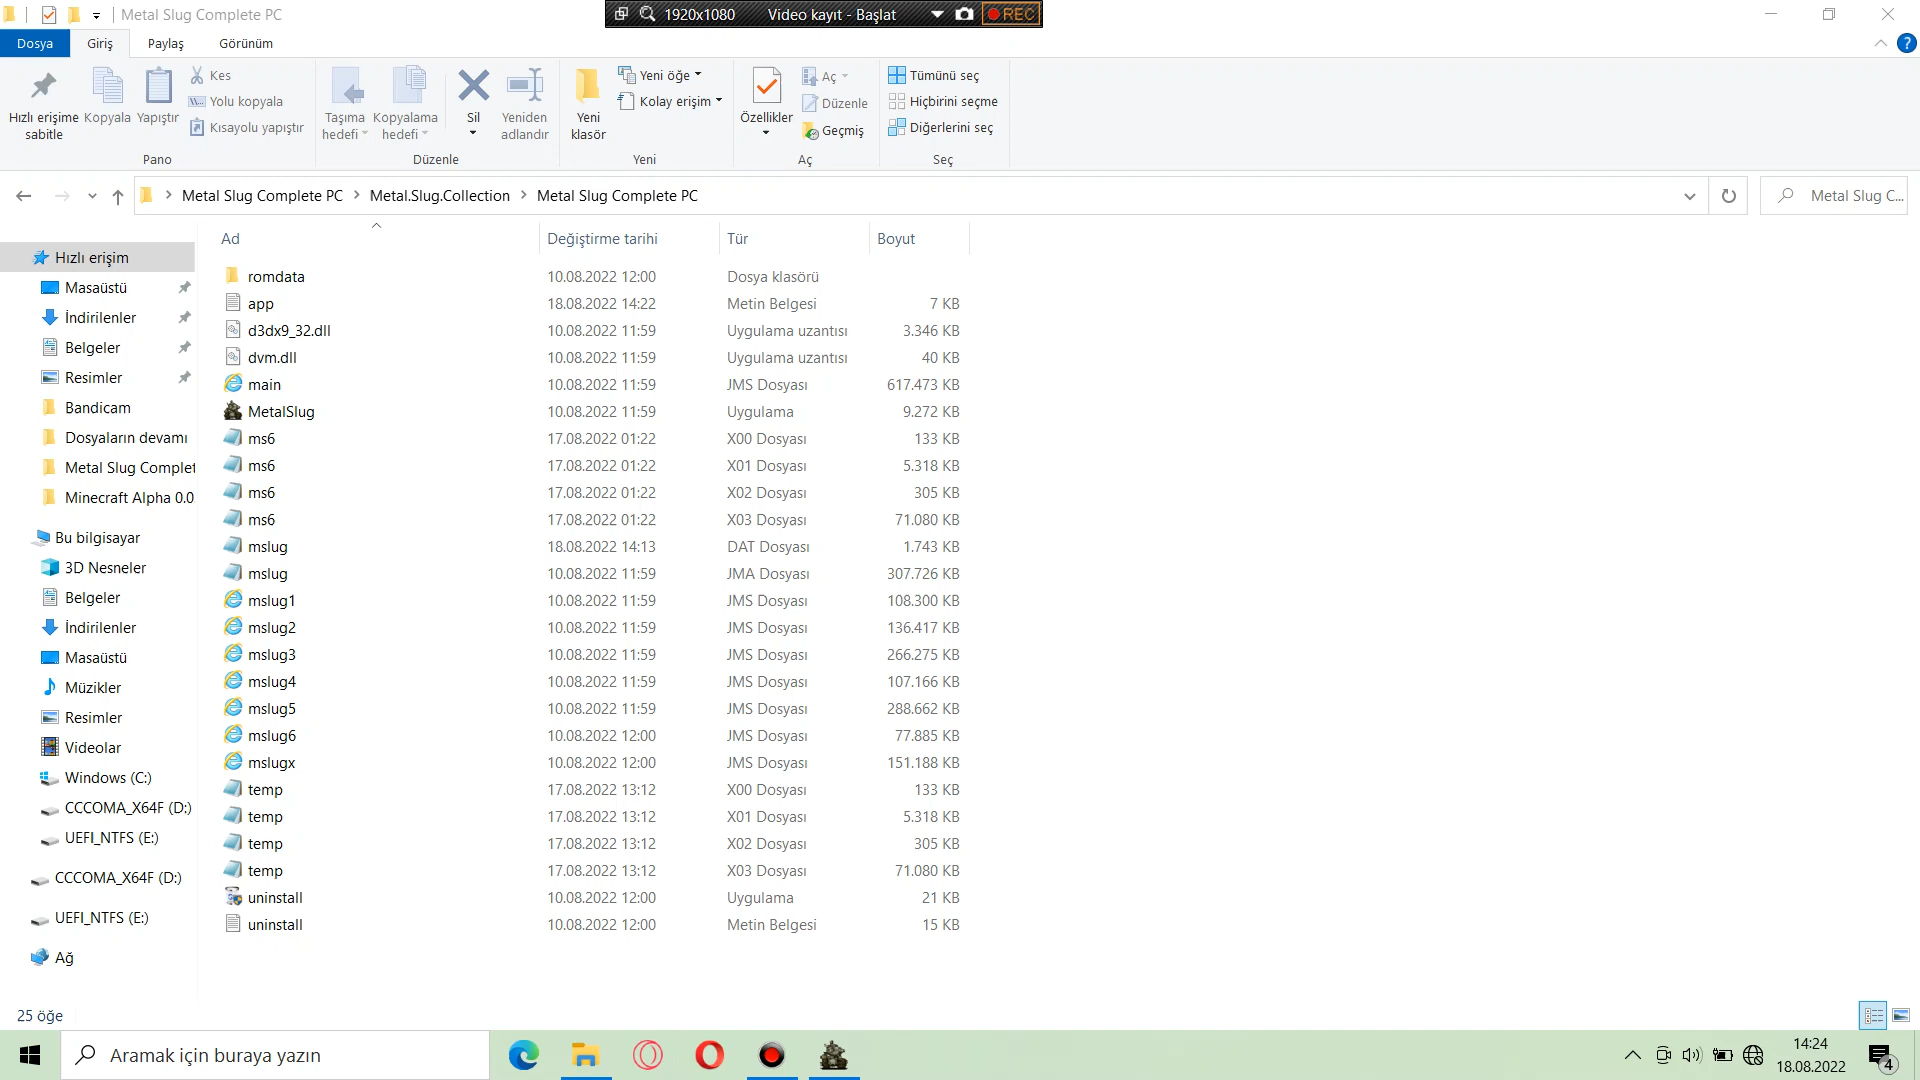 Metal Slug Complete PC
1920x1080 Video kayıt - Başlat REC
Dosya Giriş Paylaş Görünüm
Hızlı erişime sabitle
Kopyala
Yapıştır
Kes
Yolu kopyala
Kısayolu yapıştır
Pano
Taşıma hedefi
Kopyalama hedefi
Sil
Yeniden adlandır
Düzenle
Yeni klasör
Yeni öğe
Kolay erişim
Yeni
Özellikler
Aç
Düzenle
Geçmiş
Aç
Tümünü seç
Hiçbirini seçme
Diğerlerini seç
Seç
Metal Slug Complete PC > Metal.Slug.Collection > Metal Slug Complete PC
Metal Slug C...
Hızlı erişim
Masaüstü
İndirilenler
Belgeler
Resimler
Bandicam
Dosyaların devamı
Metal Slug Complet
Minecraft Alpha 0.0
Bu bilgisayar
3D Nesneler
Belgeler
İndirilenler
Masaüstü
Müzikler
Resimler
Videolar
Windows (C:)
CCCOMA_X64F (D:)
UEFI_NTFS (E:)
CCCOMA_X64F (D:)
UEFI_NTFS (E:)
Ağ
Ad Değiştirme tarihi Tür Boyut
romdata 10.08.2022 12:00 Dosya klasörü
app 18.08.2022 14:22 Metin Belgesi 7 KB
d3dx9_32.dll 10.08.2022 11:59 Uygulama uzantısı 3.346 KB
dvm.dll 10.08.2022 11:59 Uygulama uzantısı 40 KB
main 10.08.2022 11:59 JMS Dosyası 617.473 KB
MetalSlug 10.08.2022 11:59 Uygulama 9.272 KB
ms6 17.08.2022 01:22 X00 Dosyası 133 KB
ms6 17.08.2022 01:22 X01 Dosyası 5.318 KB
ms6 17.08.2022 01:22 X02 Dosyası 305 KB
ms6 17.08.2022 01:22 X03 Dosyası 71.080 KB
mslug 18.08.2022 14:13 DAT Dosyası 1.743 KB
mslug 10.08.2022 11:59 JMA Dosyası 307.726 KB
mslug1 10.08.2022 11:59 JMS Dosyası 108.300 KB
mslug2 10.08.2022 11:59 JMS Dosyası 136.417 KB
mslug3 10.08.2022 11:59 JMS Dosyası 266.275 KB
mslug4 10.08.2022 11:59 JMS Dosyası 107.166 KB
mslug5 10.08.2022 11:59 JMS Dosyası 288.662 KB
mslug6 10.08.2022 12:00 JMS Dosyası 77.885 KB
mslugx 10.08.2022 12:00 JMS Dosyası 151.188 KB
temp 17.08.2022 13:12 X00 Dosyası 133 KB
temp 17.08.2022 13:12 X01 Dosyası 5.318 KB
temp 17.08.2022 13:12 X02 Dosyası 305 KB
temp 17.08.2022 13:12 X03 Dosyası 71.080 KB
uninstall 10.08.2022 12:00 Uygulama 21 KB
uninstall 10.08.2022 12:00 Metin Belgesi 15 KB
25 öğe
Aramak için buraya yazın
14:24
18.08.2022
4